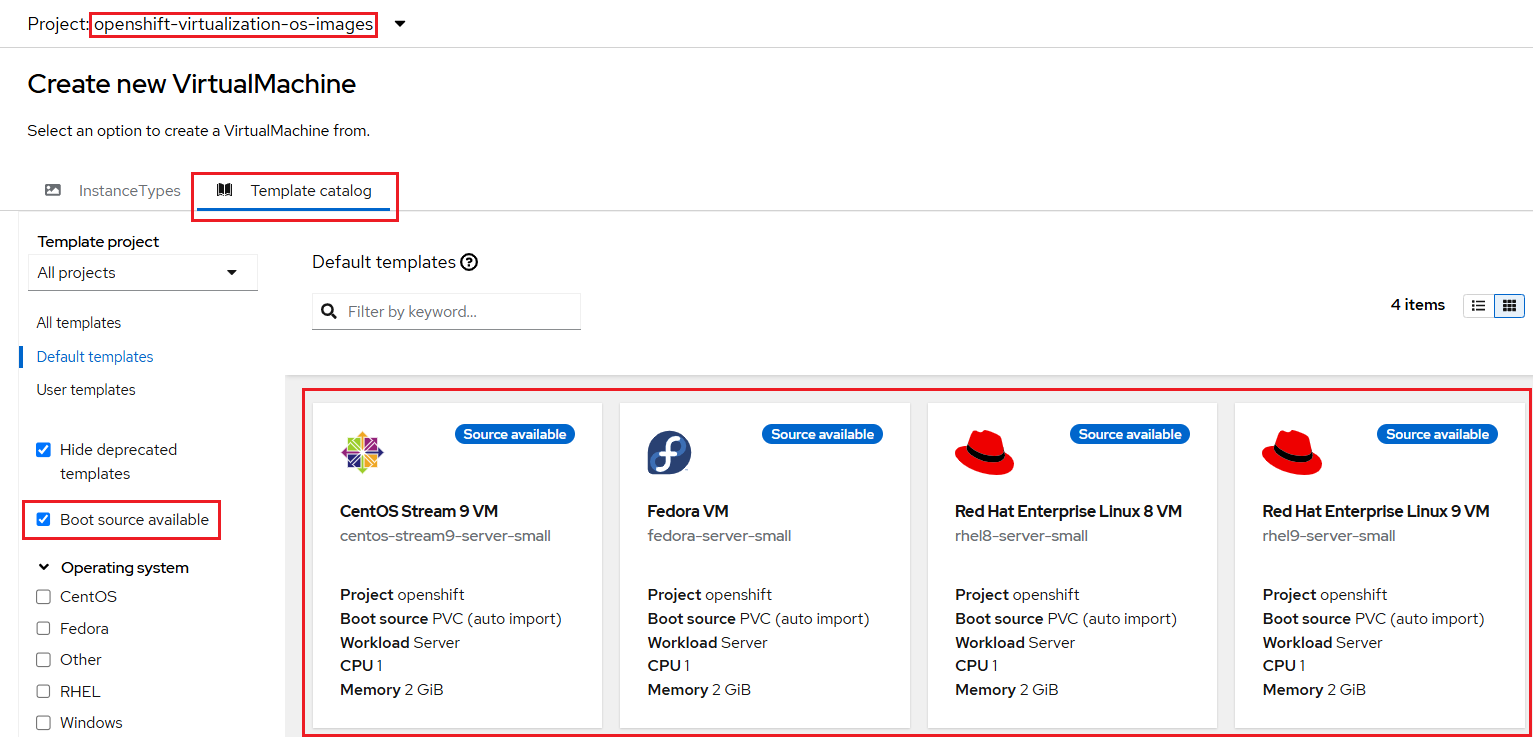 Project: openshift-virtualization-os-images
Create new VirtualMachine
Select an option to create a VirtualMachine from.
InstanceTypes
Template catalog
Template project
All projects
All templates
Default templates
User templates
Hide deprecated
templates
Boot source available
Operating system
CentOS
Fedora
Other
RHEL
Windows
Default templates
Filter by keyword...
4 items
Source available
CentOS Stream 9 VM
centos-stream9-server-small
Project openshift
Boot source PVC (auto import)
Workload Server
CPU 1
Memory 2 GiB
Source available
Fedora VM
fedora-server-small
Project openshift
Boot source PVC (auto import)
Workload Server
CPU 1
Memory 2 GiB
Source available
Red Hat Enterprise Linux 8 VM
rhel8-server-small
Project openshift
Boot source PVC (auto import)
Workload Server
CPU 1
Memory 2 GiB
Source available
Red Hat Enterprise Linux 9 VM
rhel9-server-small
Project openshift
Boot source PVC (auto import)
Workload Server
CPU 1
Memory 2 GiB